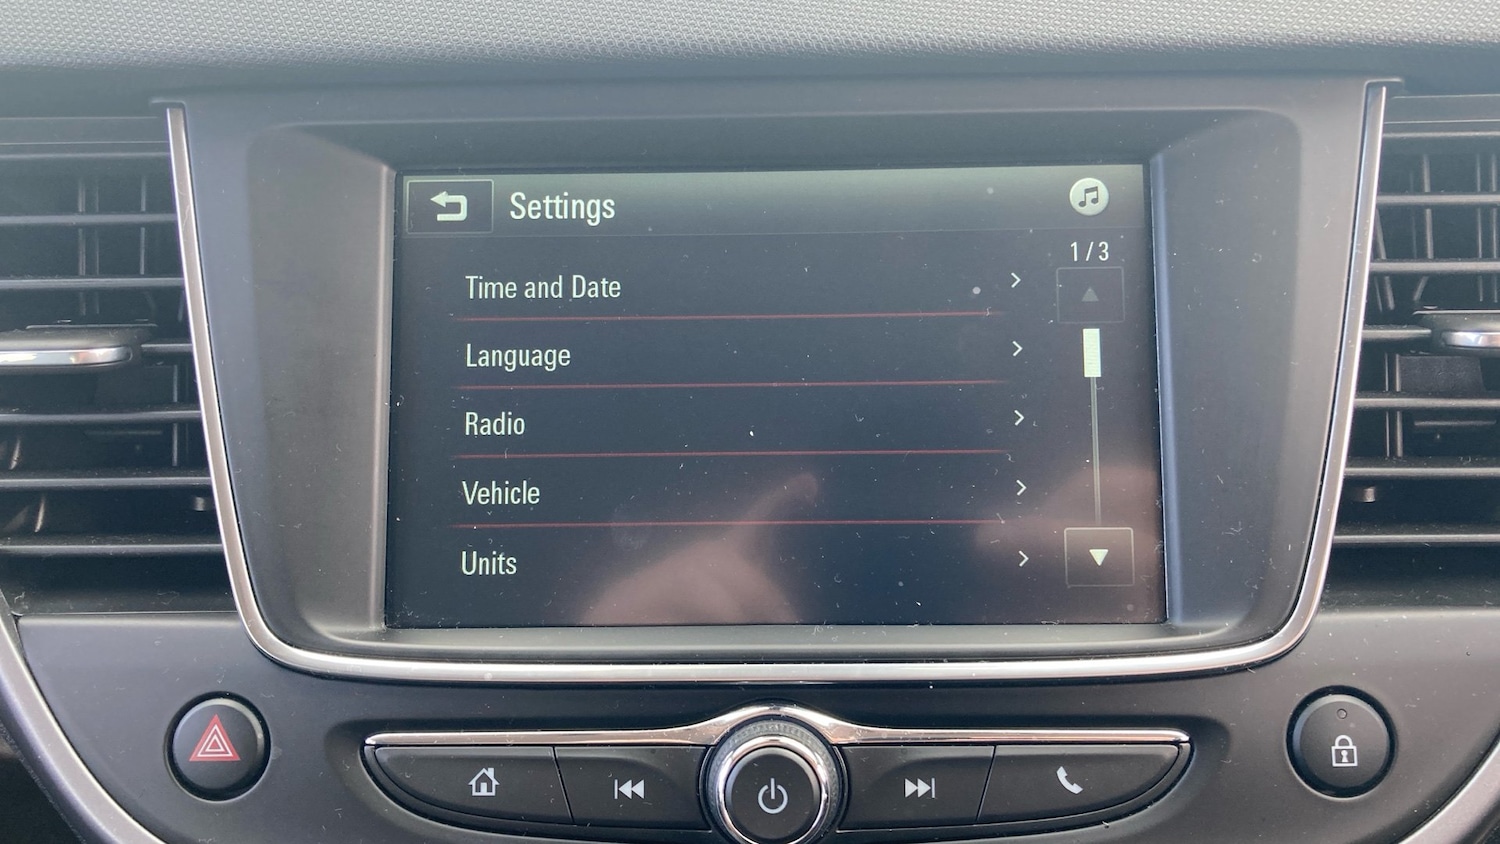 Settings
1/3
Time and Date
Language
Radio
Vehicle
Units